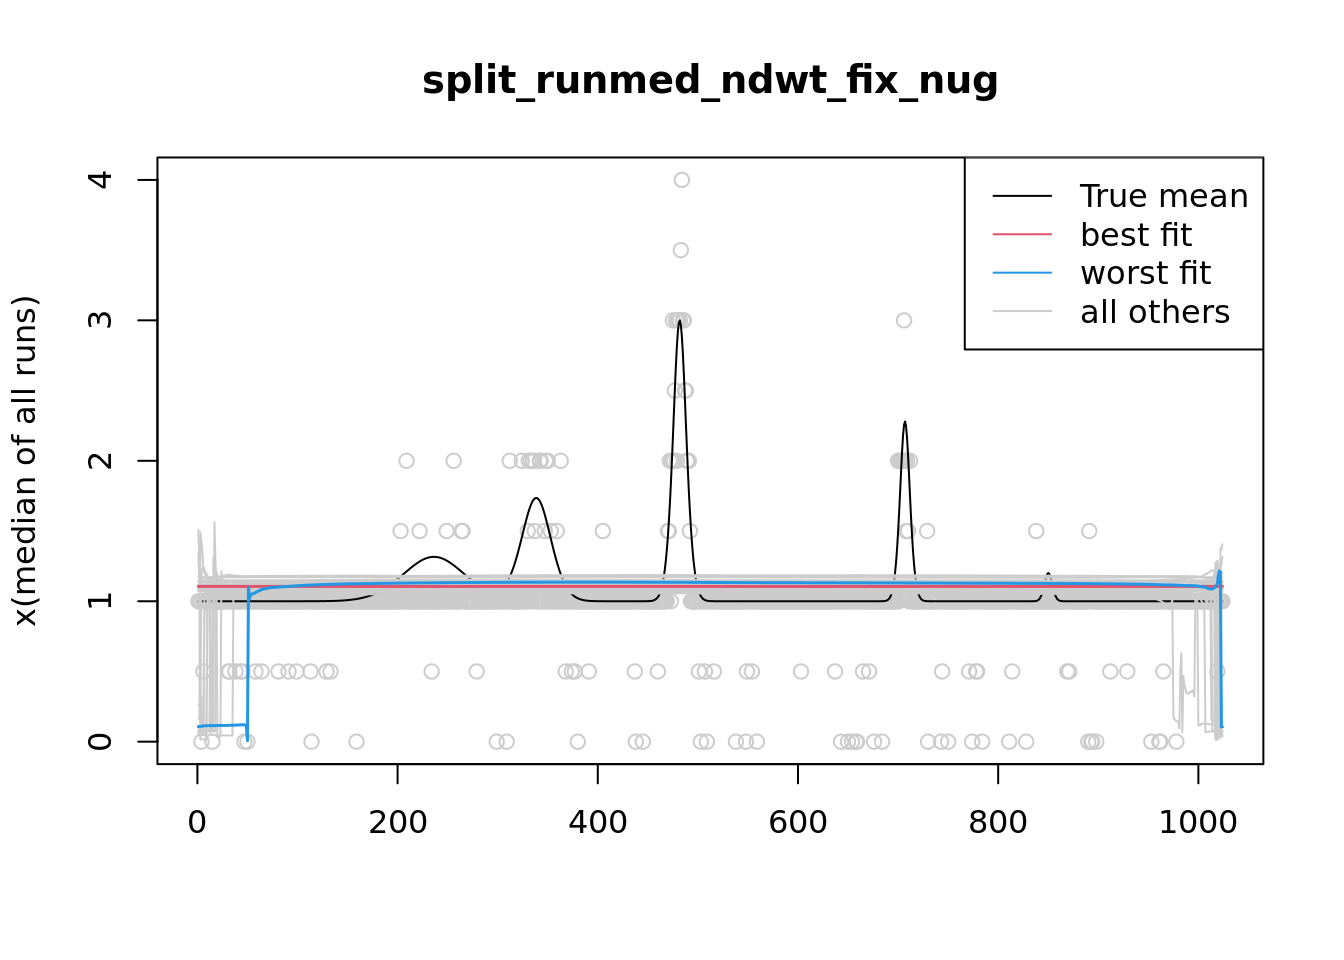 split_runmed_ndwt_fix_nug
x(median of all runs)
4
3
2
1
0
True mean
best fit
worst fit
all others
0 200 400 600 800 1000